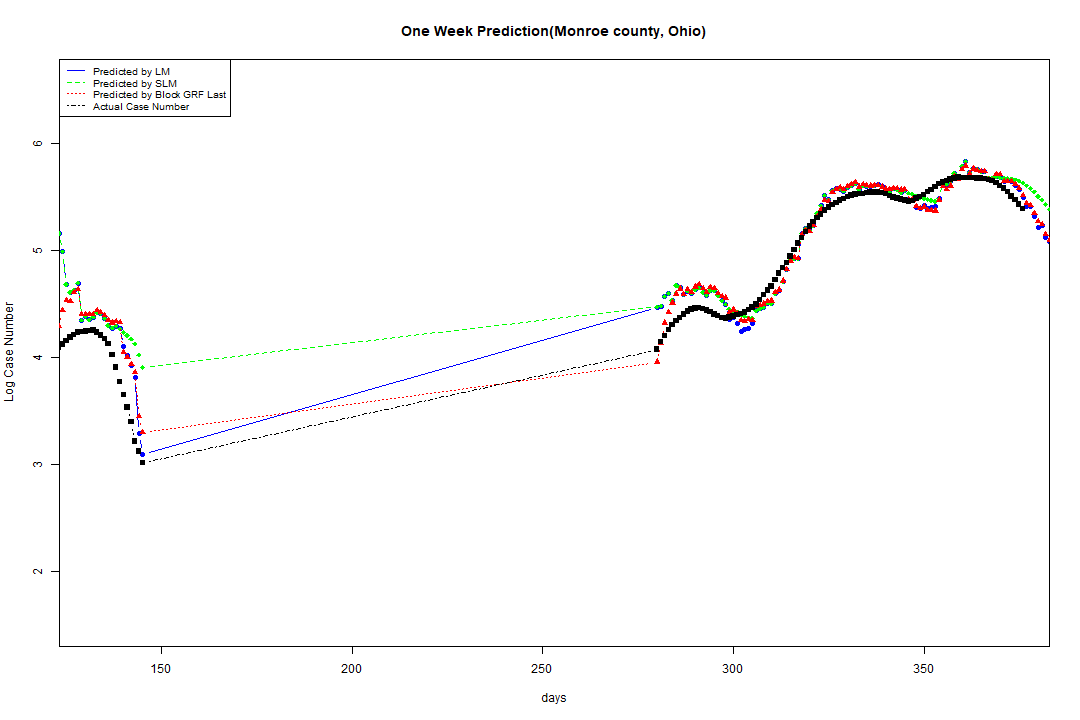 One Week Prediction(Monroe county, Ohio)
Predicted by LM
Predicted by SLM
Predicted by Block GRF Last
Actual Case Number
6
5
4
3
2
Log Case Number
150 200 250 300 350
days